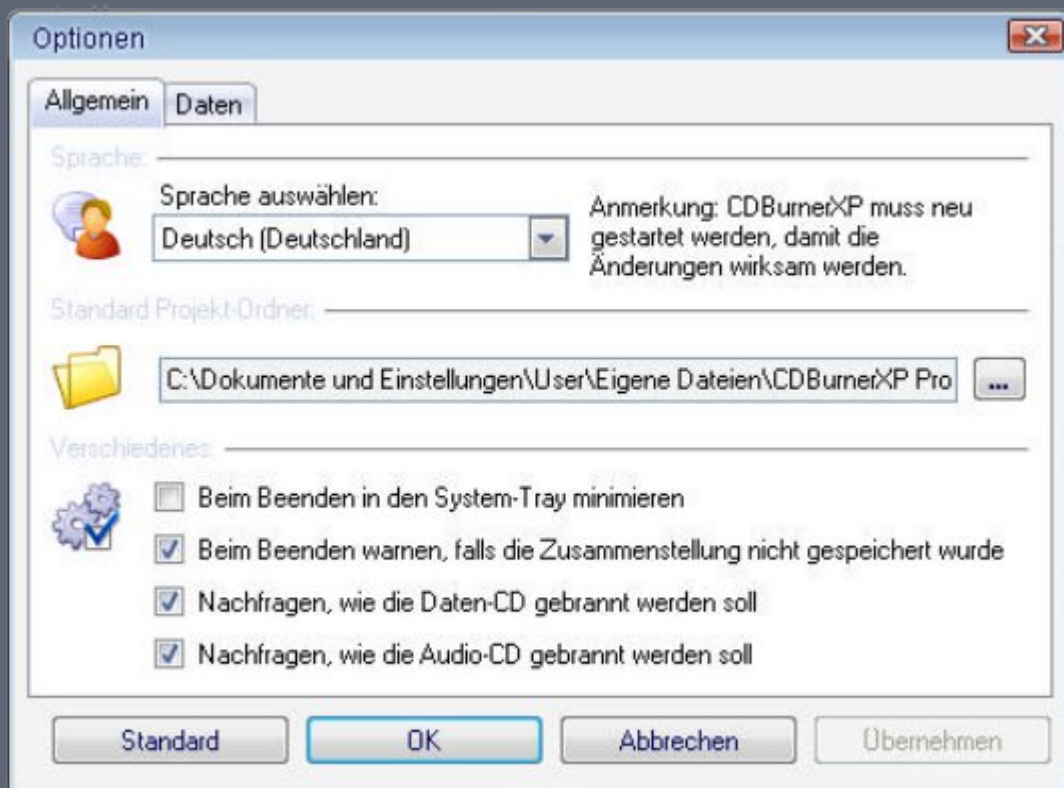 Optionen
Allgemein
Daten
Sprache:
Sprache auswählen:
Deutsch (Deutschland)
Anmerkung: CDBurnerXP muss neu
gestartet werden, damit die
Änderungen wirksam werden.
Standard Projekt-Ordner:
C:\Dokumente und Einstellungen\User\Eigene Dateien\CDBurnerXP Pro
...
Verschiedenes:
Beim Beenden in den System-Tray minimieren
Beim Beenden warnen, falls die Zusammenstellung nicht gespeichert wurde
Nachfragen, wie die Daten-CD gebrannt werden soll
Nachfragen, wie die Audio-CD gebrannt werden soll
Standard
OK
Abbrechen
Übernehmen